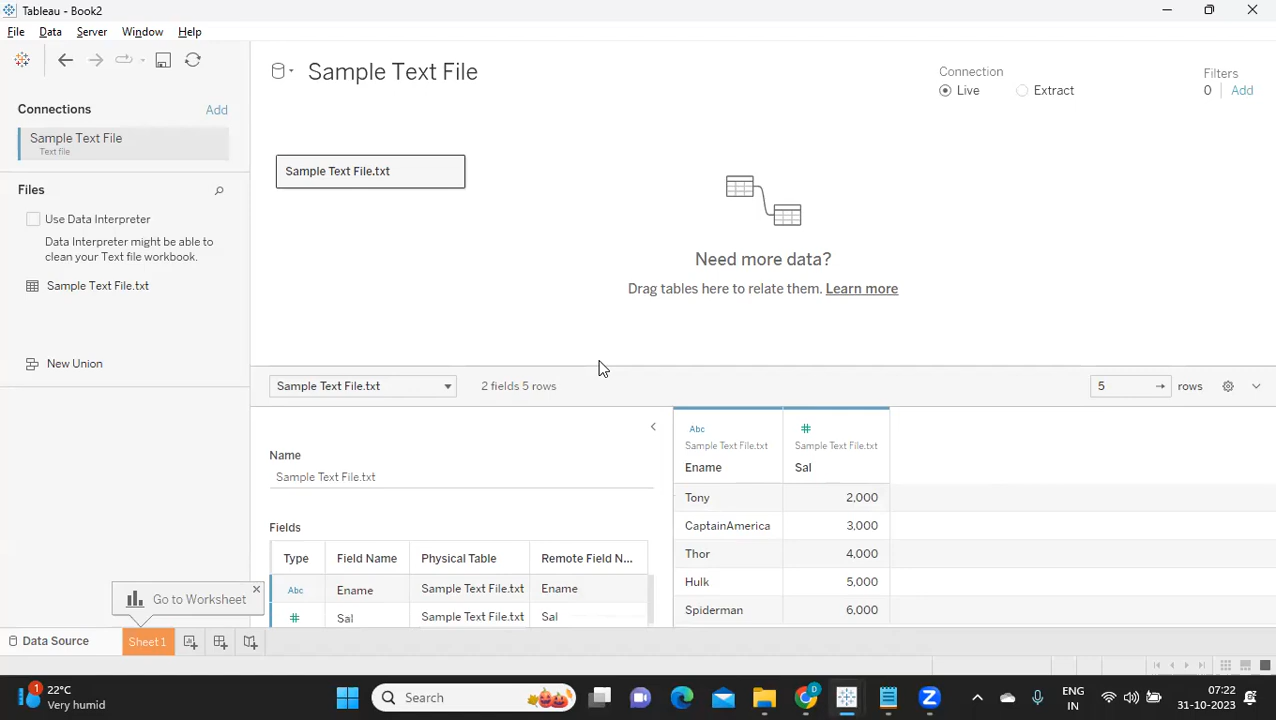 Tableau - Book2
File Data Server Window Help
Sample Text File
Connection
Live Extract
Filters
0 Add
Connections Add
Sample Text File
Text file
Files
Use Data Interpreter
Data Interpreter might be able to
clean your Text file workbook.
Sample Text File.txt
New Union
Sample Text File.txt
Need more data?
Drag tables here to relate them. Learn more
Sample Text File.txt 2 fields 5 rows 5 rows
Name
Sample Text File.txt
Fields
Type Field Name Physical Table Remote Field N...
Abc Ename Sample Text File.txt Ename
# Sal Sample Text File.txt Sal
Abc #
Sample Text File.txt Sample Text File.txt
Ename Sal
Tony 2,000
CaptainAmerica 3,000
Thor 4,000
Hulk 5,000
Spiderman 6,000
Go to Worksheet
Data Source Sheet 1
1
22°C
Very humid
Search
D
ENG
IN
07:22
31-10-2023